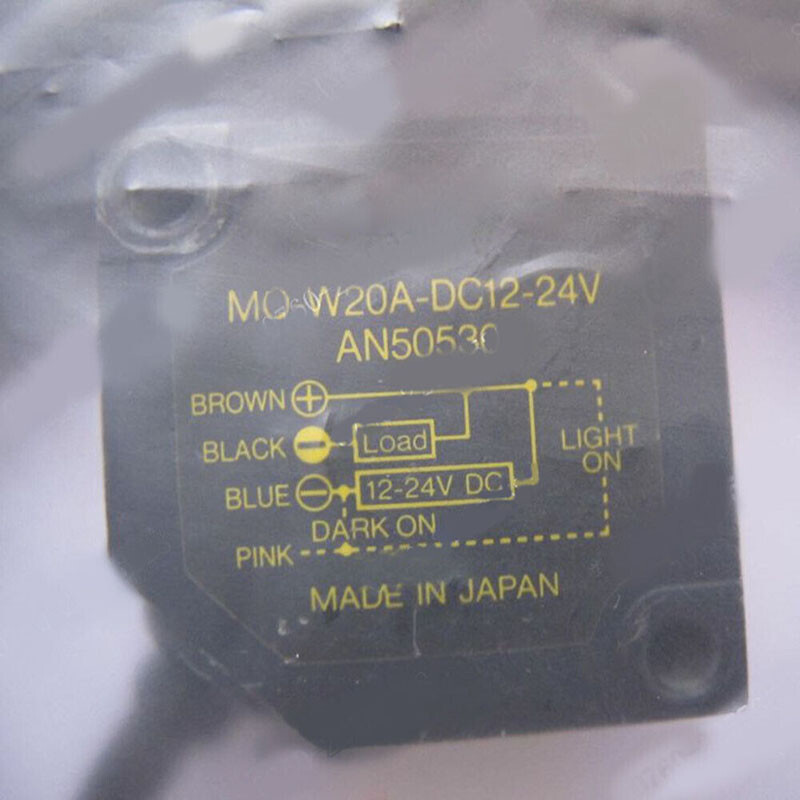 MQ-W20A-DC12-24V
AN50530
BROWN
BLACK Load
LIGHT
ON
BLUE 12-24V DC
DARK ON
PINK
MADE IN JAPAN